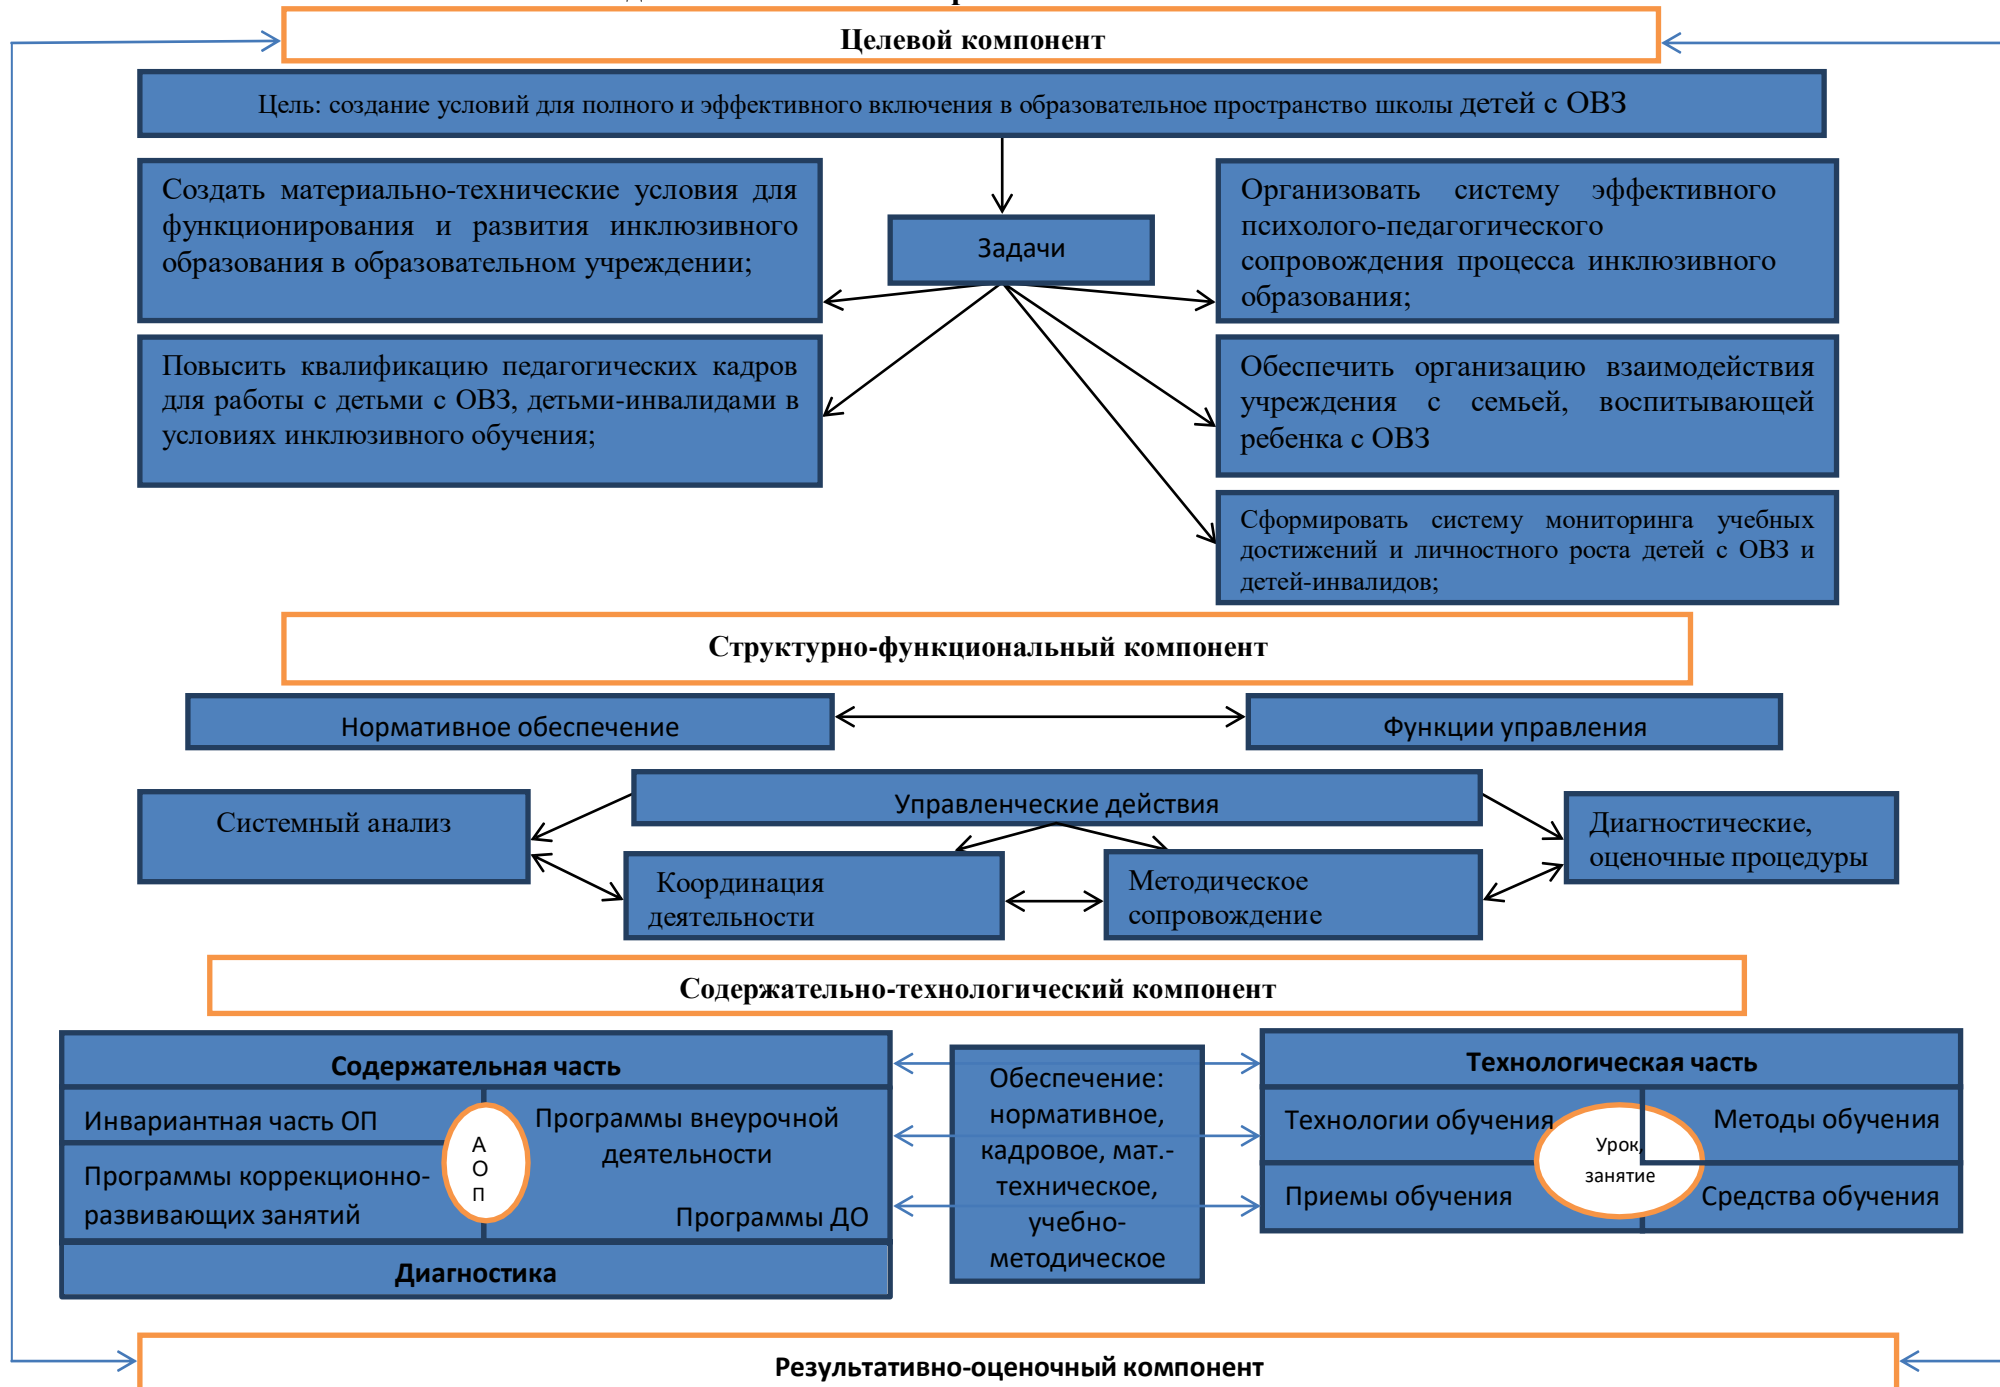 Целевой компонент
Цель: создание условий для полного и эффективного включения в образовательное пространство школы детей с ОВЗ
Создать материально-технические условия для
функционирования и развития инклюзивного
образования в образовательном учреждении;
Задачи
Организовать систему эффективного
психолого-педагогического
сопровождения процесса инклюзивного
образования;
Повысить квалификацию педагогических кадров
для работы с детьми с ОВЗ, детьми-инвалидами в
условиях инклюзивного обучения;
Обеспечить организацию взаимодействия
учреждения с семьей, воспитывающей
ребенка с ОВЗ
Сформировать систему мониторинга учебных
достижений и личностного роста детей с ОВЗ и
детей-инвалидов;
Структурно-функциональный компонент
Нормативное обеспечение
Функции управления
Управленческие действия
Системный анализ
Диагностические,
оценочные процедуры
Координация
деятельности
Методическое
сопровождение
Содержательно-технологический компонент
Содержательная часть
Инвариантная часть ОП
Программы коррекционно-
развивающих занятий
А
О
П
Программы внеурочной
деятельности
Программы ДО
Диагностика
Обеспечение:
нормативное,
кадровое, мат.-
техническое,
учебно-
методическое
Технологическая часть
Технологии обучения
Методы обучения
Урок,
занятие
Приемы обучения
Средства обучения
Результативно-оценочный компонент